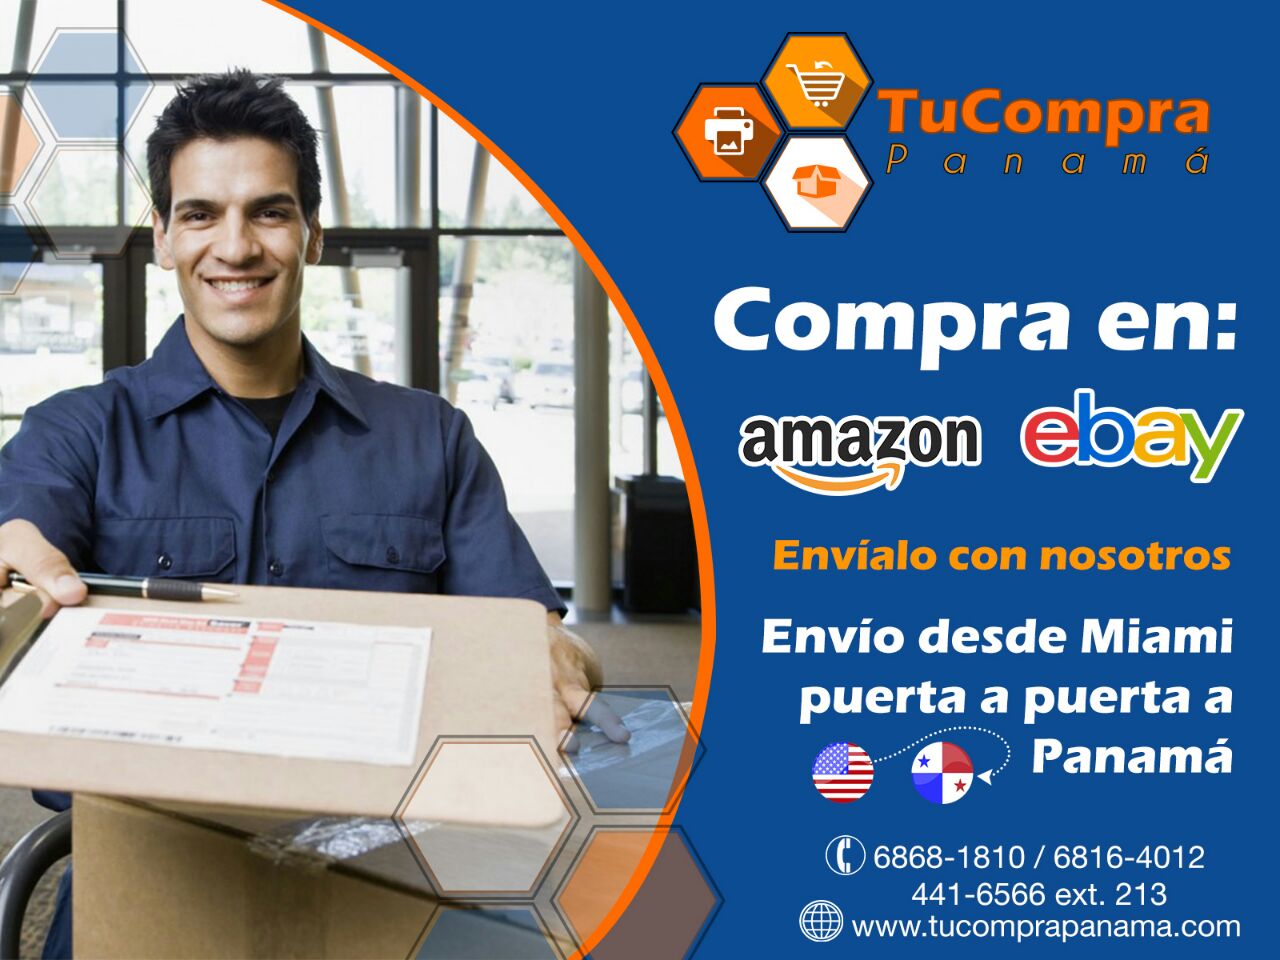 TuCompra
Panamá
Compra en:
amazon ebay
Envíalo con nosotros
Envío desde Miami
puerta a puerta a
Panamá
6868-1810 / 6816-4012
441-6566 ext. 213
www.tucomprapanama.com
Saver